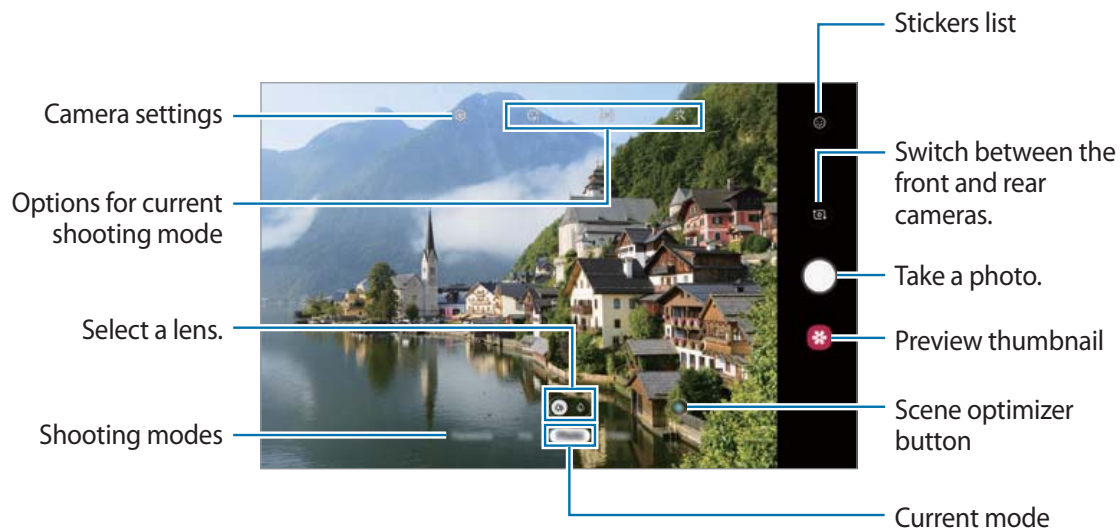 Stickers list
Camera settings
Switch between the
front and rear
cameras.
Options for current
shooting mode
Take a photo.
Select a lens.
Preview thumbnail
Scene optimizer
button
Shooting modes
Current mode